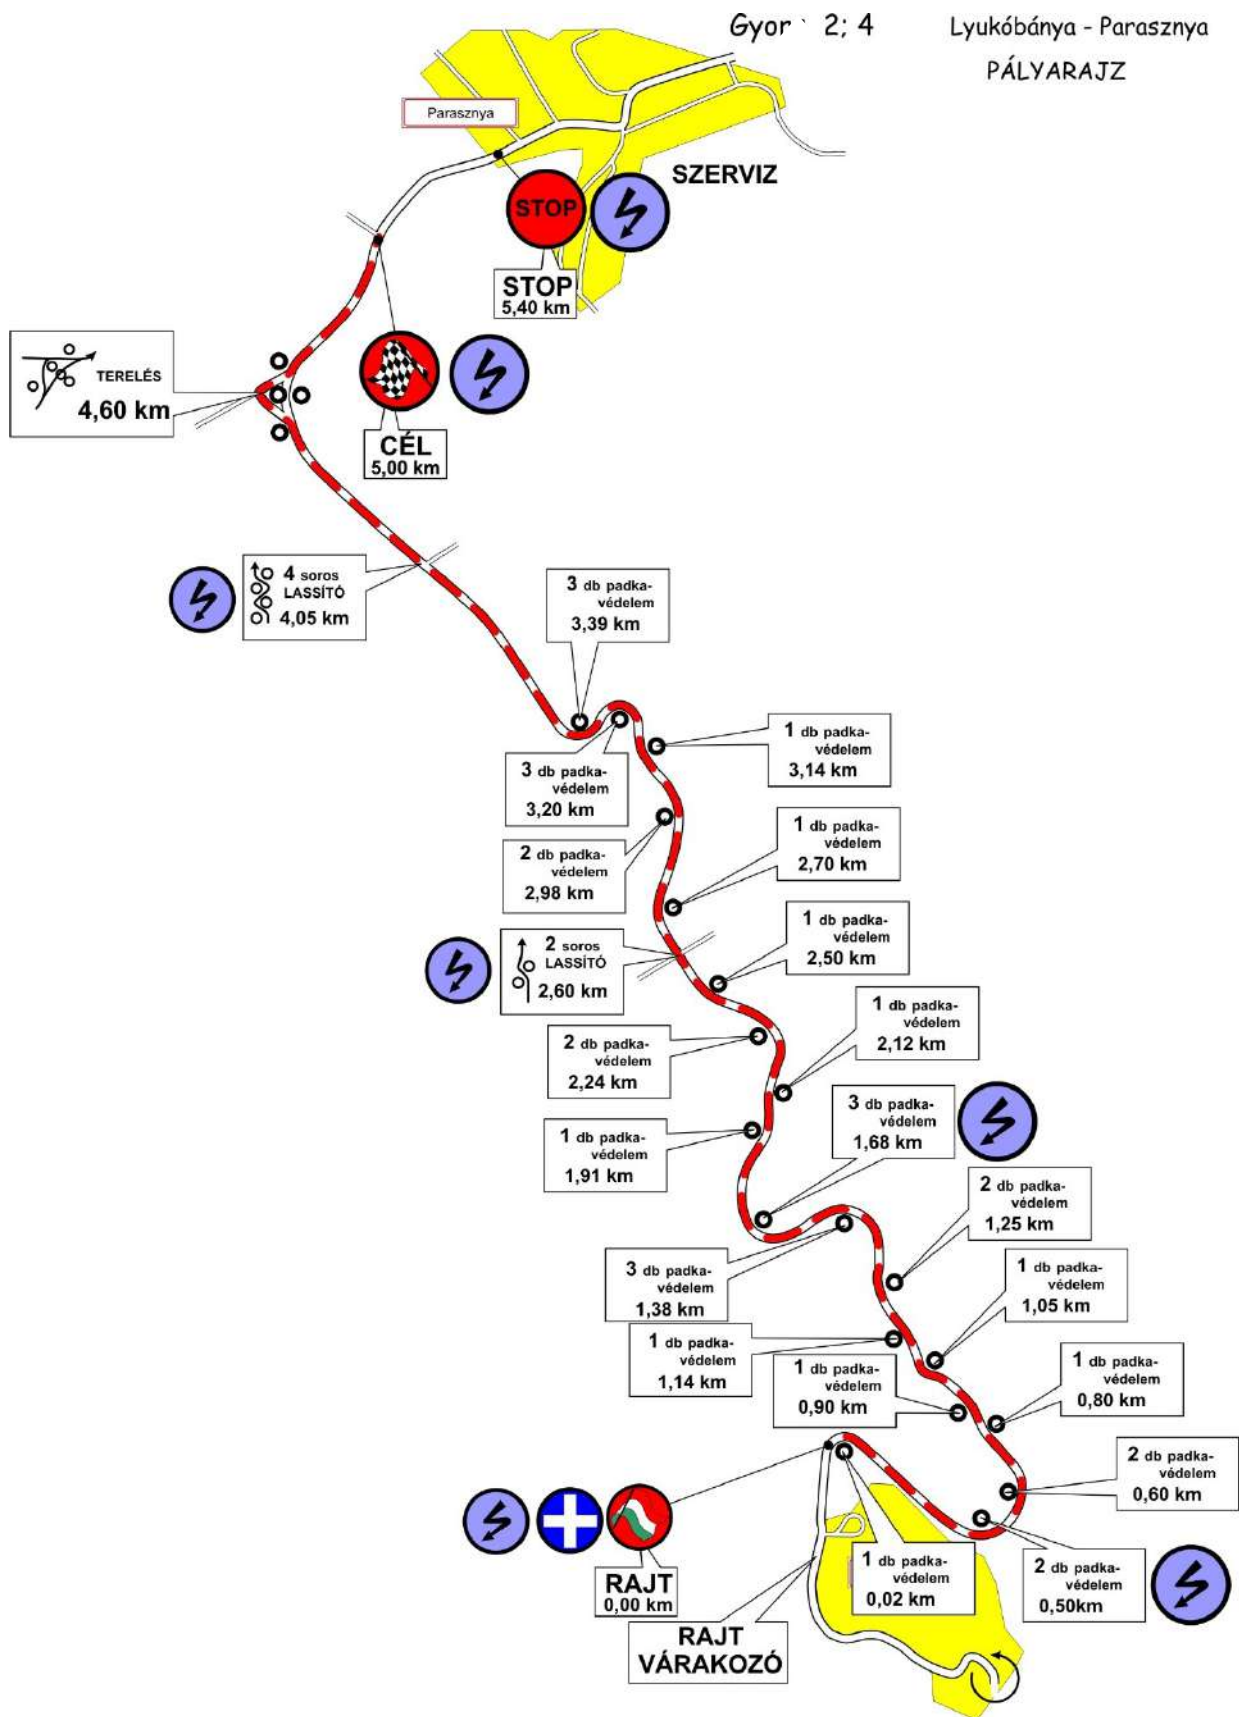 Gyor 2; 4
Lyukóbánya - Parasznya
PÁLYARAJZ
Parasznya
SZERVIZ
STOP
STOP
5,40 km
TERELÉS
4,60 km
CÉL
5,00 km
4 soros
LASSÍTÓ
4,05 km
3 db padka-
védelem
3,39 km
1 db padka-
védelem
3,14 km
3 db padka-
védelem
3,20 km
1 db padka-
védelem
2,70 km
2 db padka-
védelem
2,98 km
1 db padka-
védelem
2,50 km
2 soros
LASSÍTÓ
2,60 km
1 db padka-
védelem
2,12 km
2 db padka-
védelem
2,24 km
3 db padka-
védelem
1,68 km
1 db padka-
védelem
1,91 km
2 db padka-
védelem
1,25 km
3 db padka-
védelem
1,38 km
1 db padka-
védelem
1,05 km
1 db padka-
védelem
1,14 km
1 db padka-
védelem
0,90 km
1 db padka-
védelem
0,80 km
2 db padka-
védelem
0,60 km
RAJT
0,00 km
1 db padka-
védelem
0,02 km
2 db padka-
védelem
0,50km
RAJT
VÁRAKOZÓ